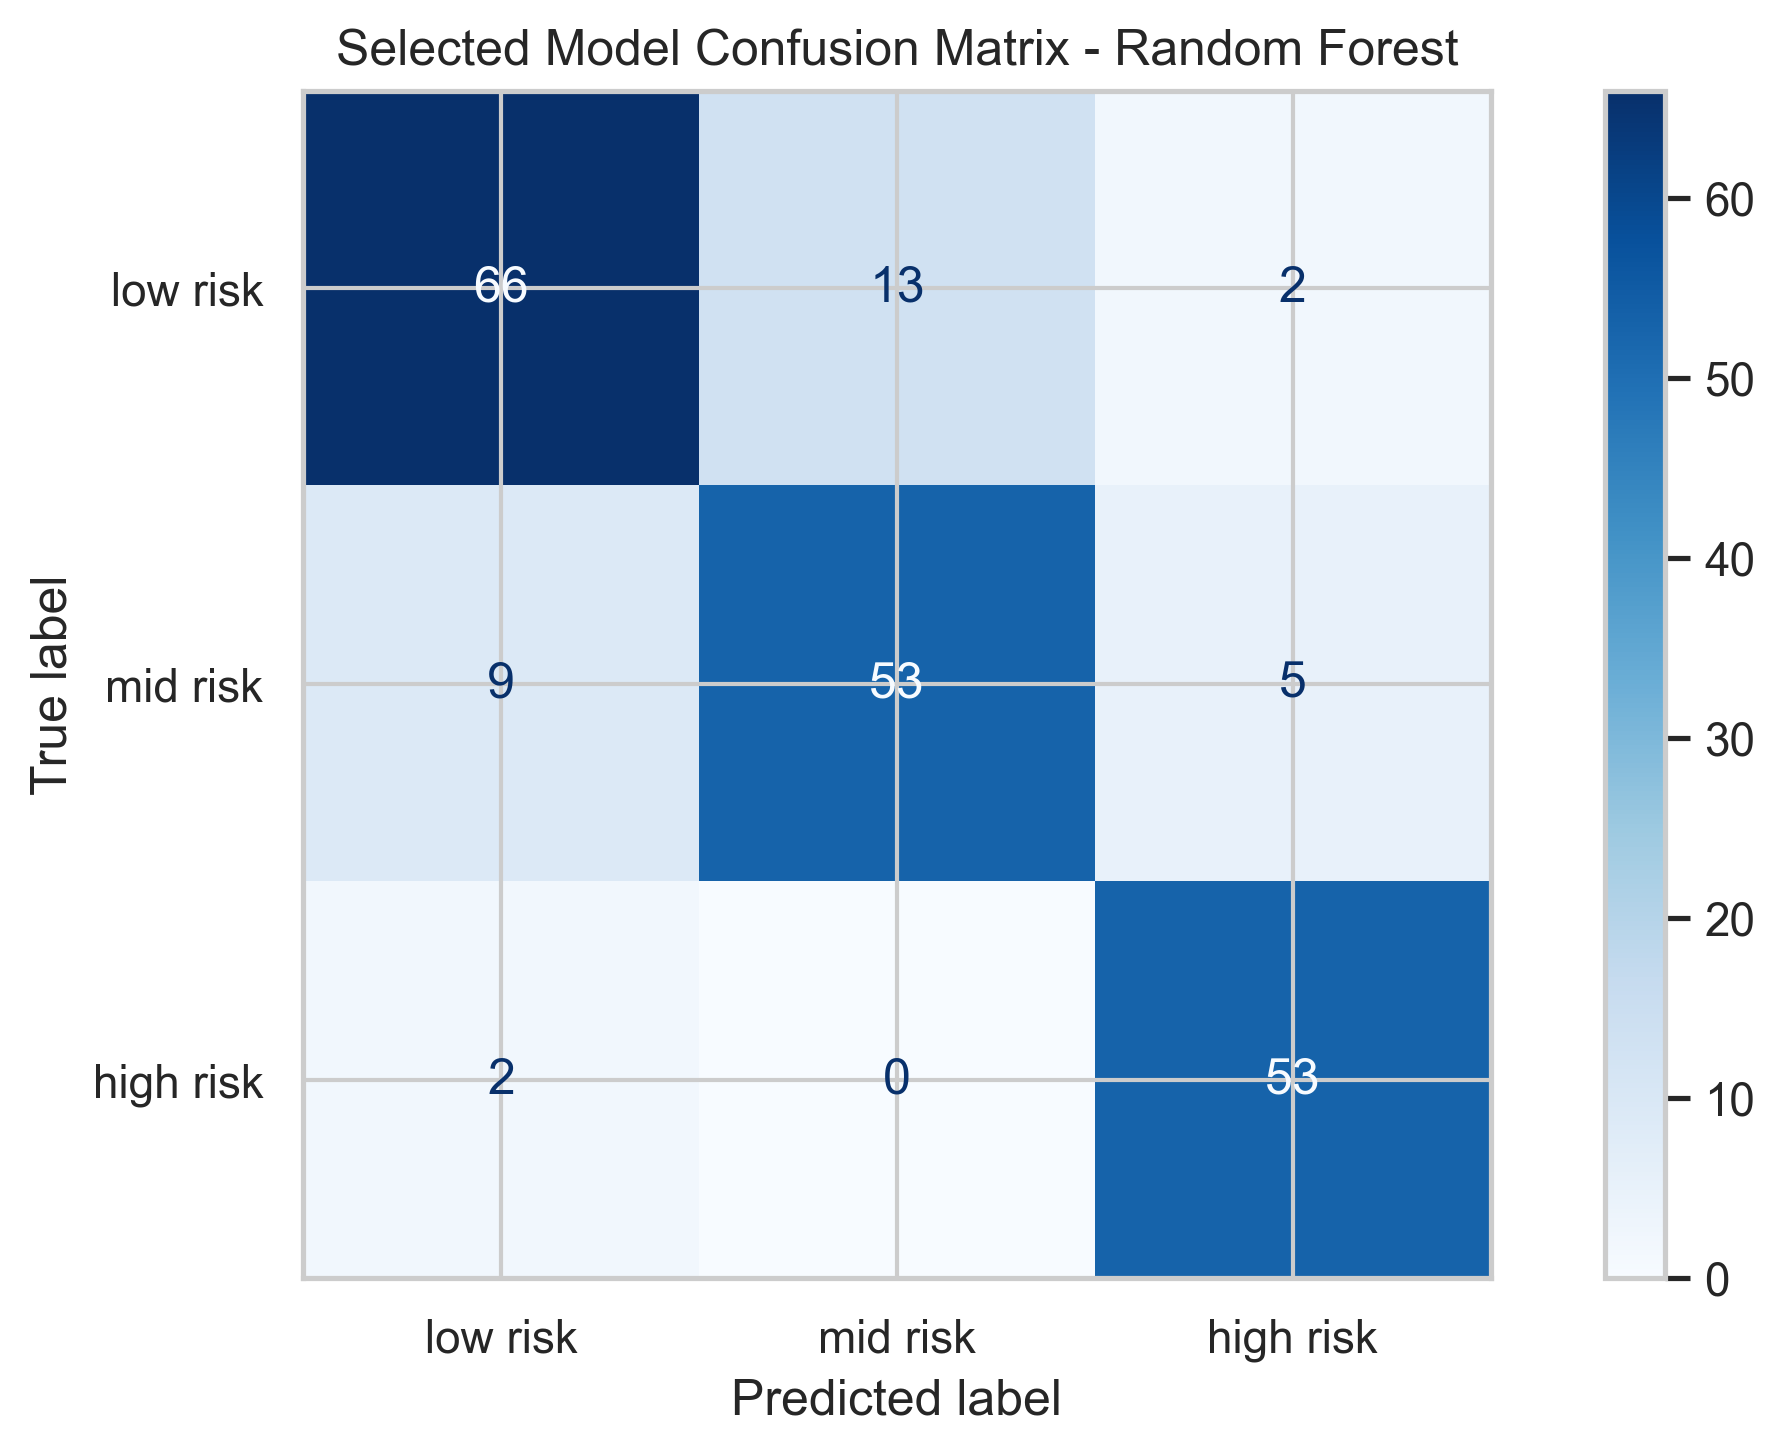 Selected Model Confusion Matrix - Random Forest
True label
low risk
66
13
2
mid risk
9
53
5
high risk
2
0
53
low risk
mid risk
high risk
Predicted label
60
50
40
30
20
10
0